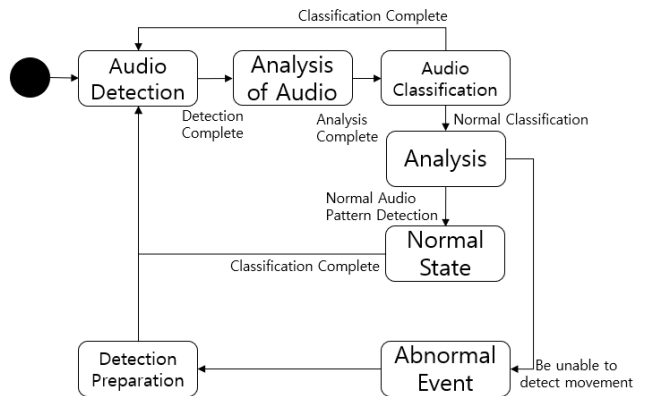 Classification Complete
Audio
Detection
Analysis
of Audio
Audio
Classification
Detection
Complete
Analysis
Complete
Normal Classification
Analysis
Normal Audio
Pattern Detection
Normal
State
Classification Complete
Detection
Preparation
Abnormal
Event
Be unable to
detect movement